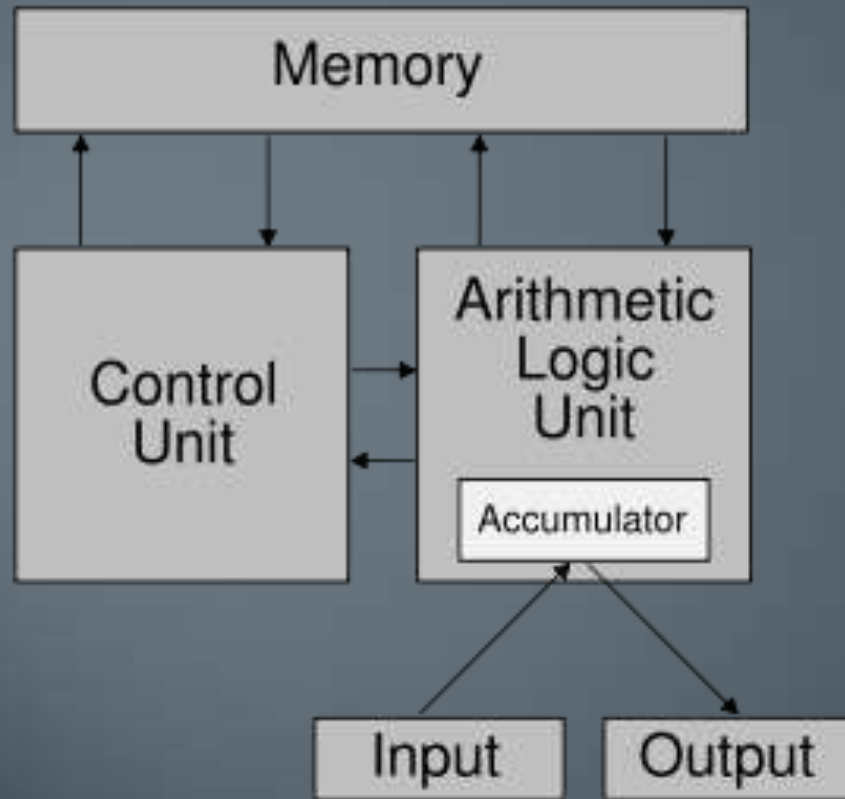 Memory
Control
Unit
Arithmetic
Logic
Unit
Accumulator
Input
Output